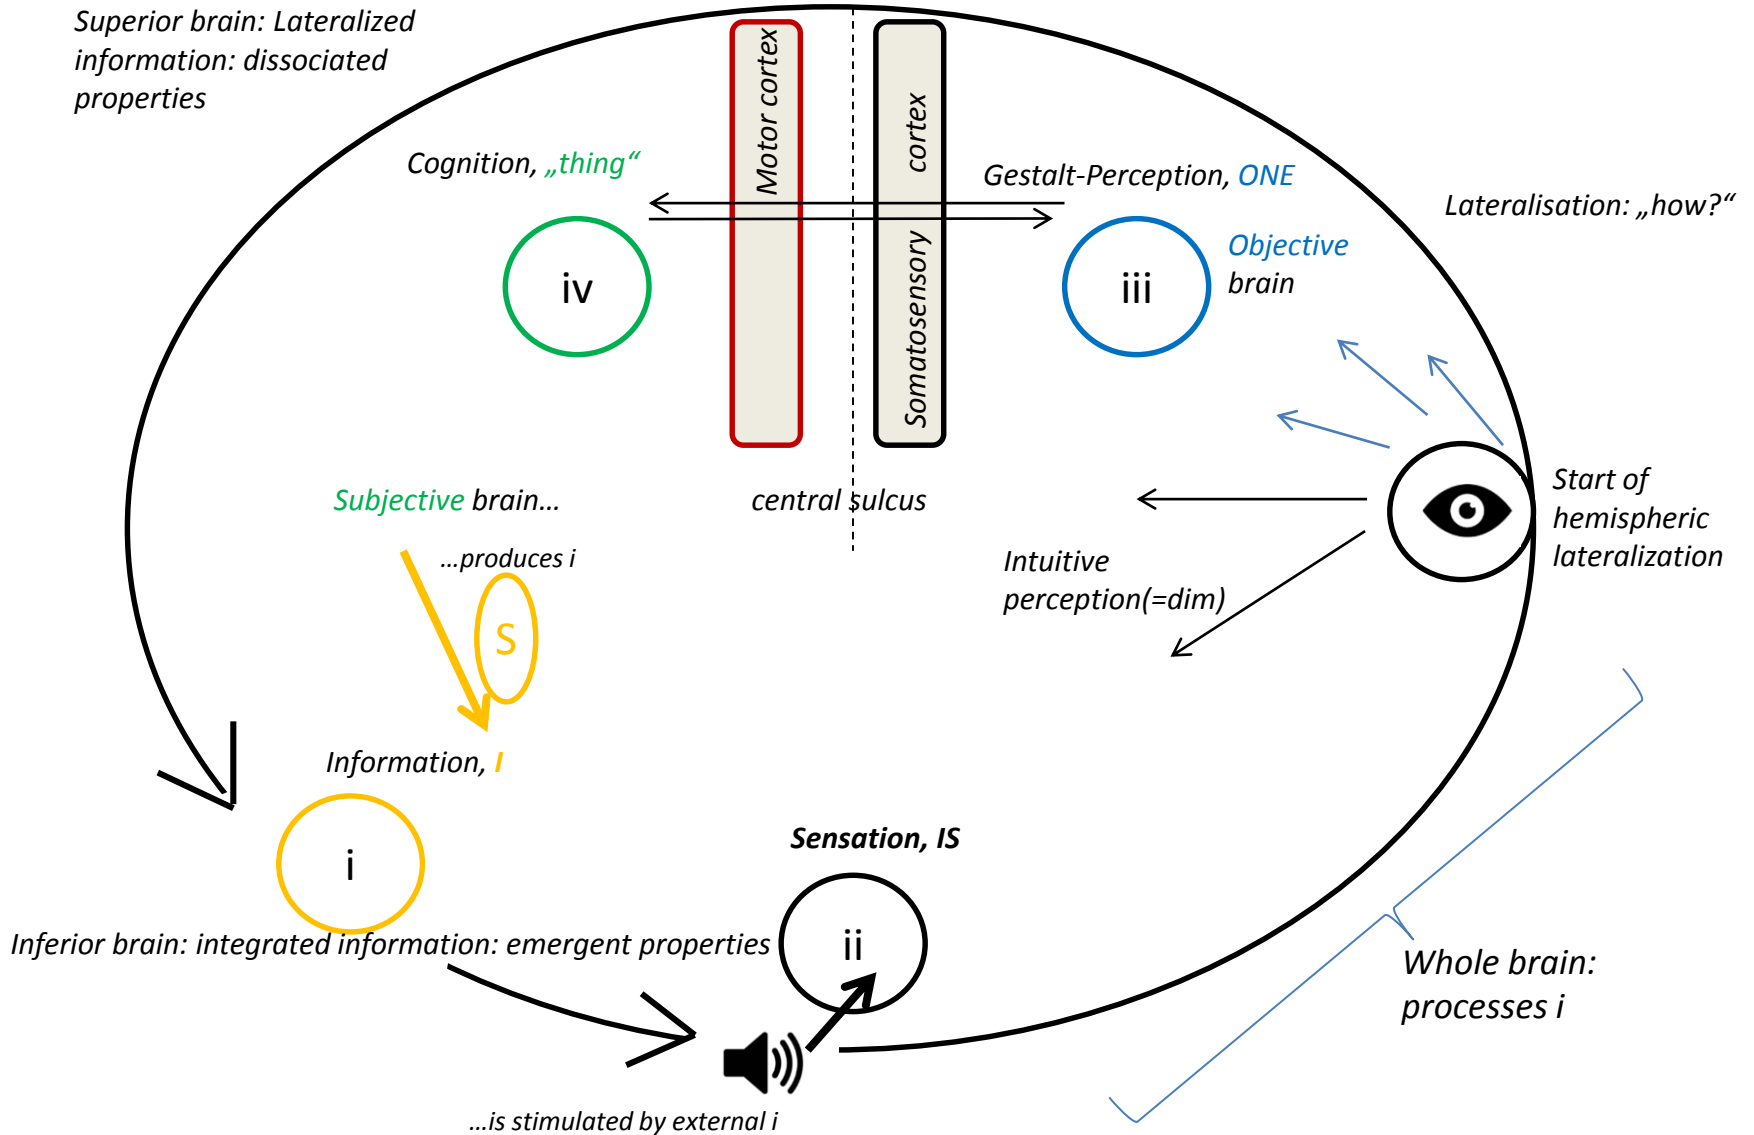 Superior brain: Lateralized
information: dissociated
properties
Motor cortex
Somatosensory cortex
Cognition, „thing“
Gestalt-Perception, ONE
Lateralisation: „how?“
iv
iii
Objective
brain
Subjective brain…
central sulcus
Start of
hemispheric
lateralization
…produces i
Intuitive
perception(=dim)
S
Information, I
i
Sensation, IS
Inferior brain: integrated information: emergent properties
ii
Whole brain:
processes i
…is stimulated by external i